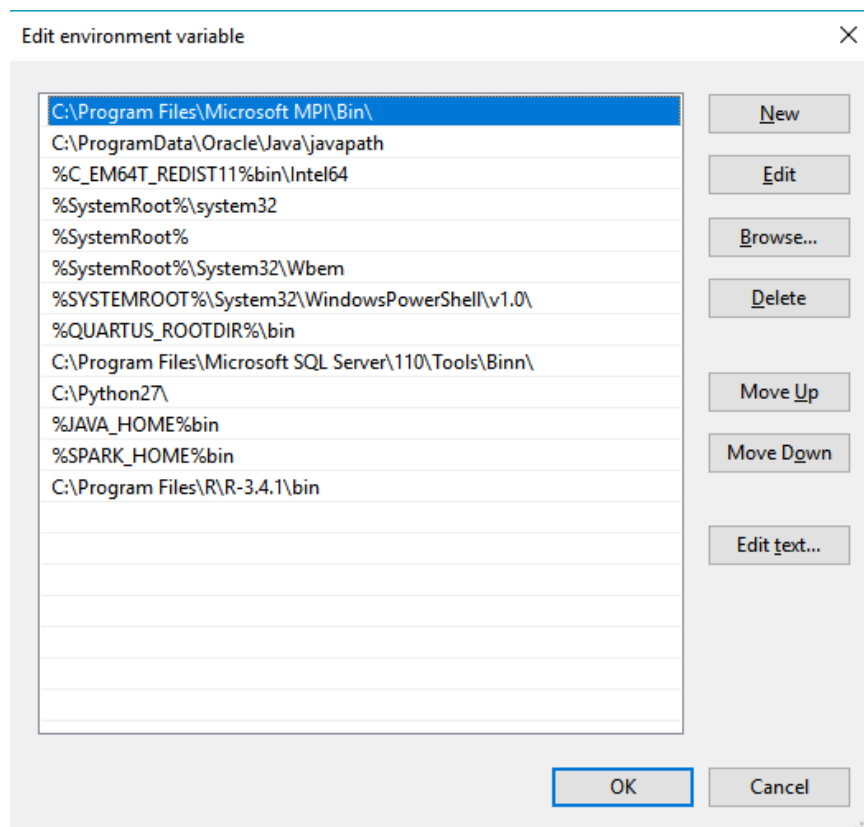 Edit environment variable
C:\Program Files\Microsoft MPI\Bin\
C:\ProgramData\Oracle\Java\javapath
%C_EM64T_REDIST11%bin\Intel64
%SystemRoot%\system32
%SystemRoot%
%SystemRoot%\System32\Wbem
%SYSTEMROOT%\System32\WindowsPowerShell\v1.0\
%QUARTUS_ROOTDIR%\bin
C:\Program Files\Microsoft SQL Server\110\Tools\Binn\
C:\Python27\
%JAVA_HOME%bin
%SPARK_HOME%bin
C:\Program Files\R\R-3.4.1\bin
New
Edit
Browse...
Delete
Move Up
Move Down
Edit text...
OK
Cancel